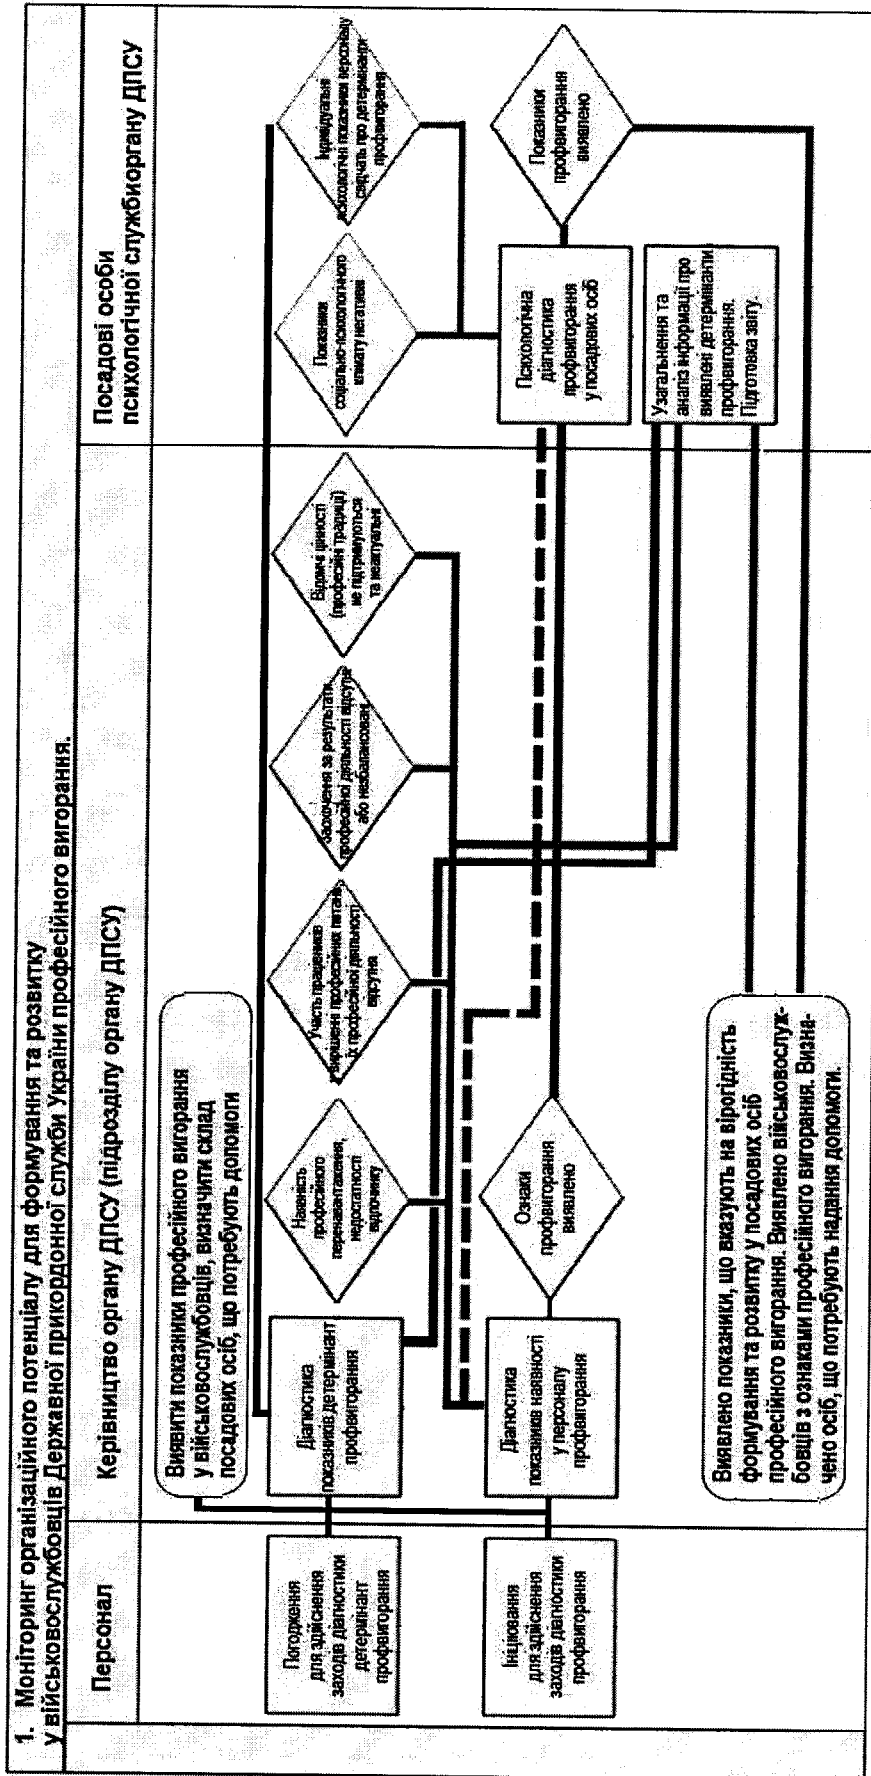 1. Моніторинг організаційного потенціалу для формування та розвитку
у військовослужбовців Державної прикордонної служби України професійного вигорання.
Персонал
Керівництво органу ДПСУ (підрозділу органу ДПСУ)
Посадові особи
психологічної службиоргану ДПСУ
Виявити показники професійного вигорання
у військовослужбовців, визначити склад
посадових осіб, що потребують допомоги
Погодження
для здійснення
заходів діагностики
детермінант
профвигорання
Діагностика
показників детермінант
профвигорання
Наявність
професійного
перенавантаження,
недостатності
відпочинку
Участь працівників
у вирішенні професійних питань
їх професійної діяльності
відсутня
Заохочення за результати
професійної діяльності відсутні
або незбалансовані
Відомчі цінності
(професійні традиції)
не підтримуються
та неактуальні
Показники
соціально-психологічного
клімату негативні
Індивідуальні
психологічні показники персоналу
свідчать про детермінанти
профвигорання
Ініціювання
для здійснення
заходів діагностики
профвигорання
Діагностика
показників наявності
у персоналу
профвигорання
Ознаки
профвигорання
виявлено
Психологічна
діагностика
профвигорання
у посадових осіб
Показники
профвигорання
виявлено
Узагальнення та
аналіз інформації про
виявлені детермінанти
профвигорання.
Підготовка звіту.
Виявлено показники, що вказують на вірогідність
формування та розвитку у посадових осіб
професійного вигорання. Виявлено військовослуж-
бовців з ознаками професійного вигорання. Визна-
чено осіб, що потребують надання допомоги.